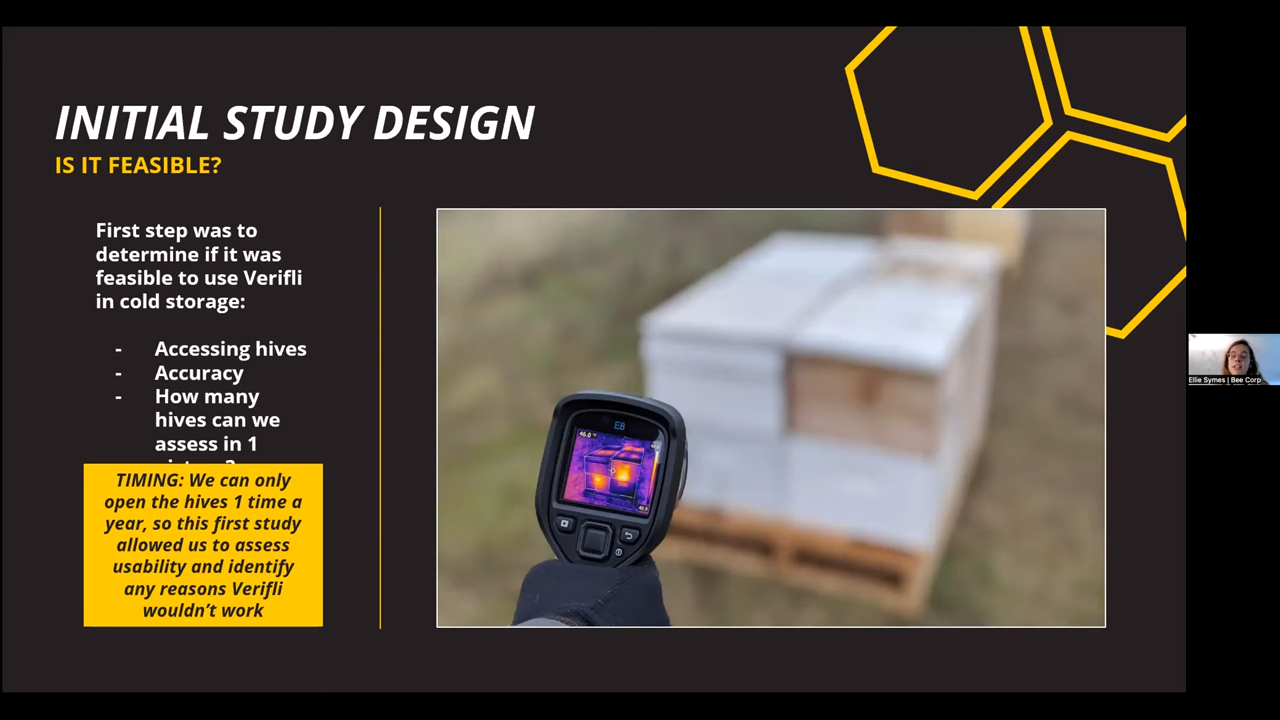 INITIAL STUDY DESIGN
IS IT FEASIBLE?
First step was to
determine if it was
feasible to use Verifli
in cold storage:
- Accessing hives
- Accuracy
- How many
hives can we
assess in 1
TIMING: We can only
open the hives 1 time a
year, so this first study
allowed us to assess
usability and identify
any reasons Verifli
wouldn't work
E8
46.0 °F
Ellie Symes | Bee Corp